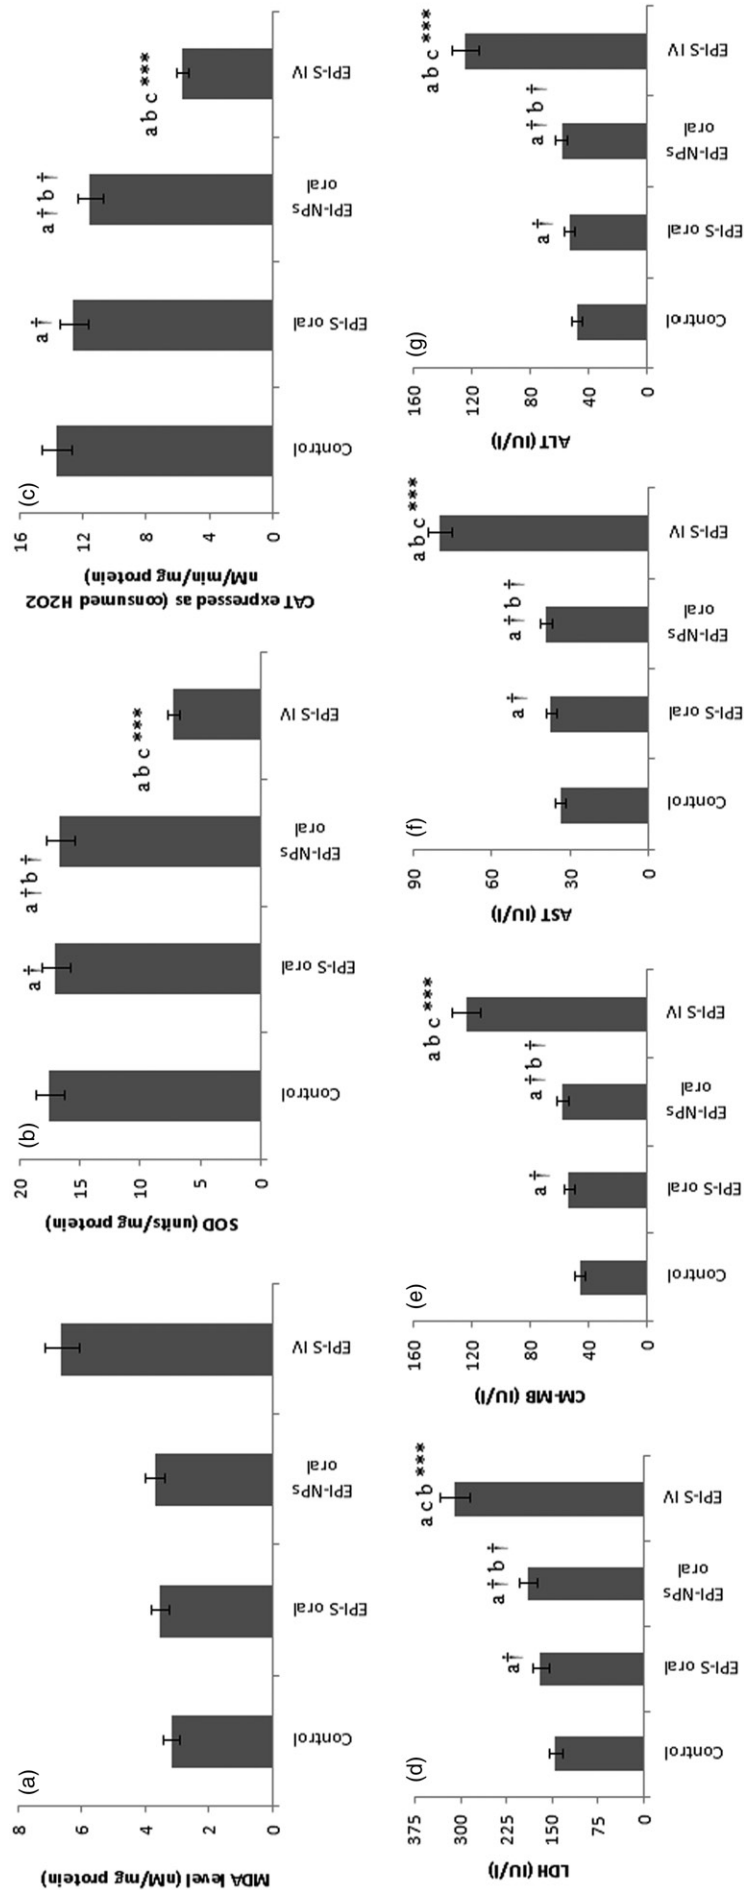 (a)
MDA level (nM/mg protein)
8
6
4
2
0
Control
EPI-S oral
EPI-NPs
oral
EPI-S IV
(b)
SOD (units/mg protein)
20
15
10
5
0
a †
a † b †
a b c ***
Control
EPI-S oral
EPI-NPs
oral
EPI-S IV
(c)
CAT expressed as (consumed H2O2
nM/min/mg protein)
16
12
8
4
0
a †
a † b †
a b c ***
Control
EPI-S oral
EPI-NPs
oral
EPI-S IV
(d)
LDH (IU/l)
375
300
225
150
75
0
a†
a † b †
a c b ***
Control
EPI-S oral
EPI-NPs
oral
EPI-S IV
(e)
CM-MB (IU/l)
160
120
80
40
0
a †
a † b †
a b c ***
Control
EPI-S oral
EPI-NPs
oral
EPI-S IV
(f)
AST (IU/l)
90
60
30
0
a †
a † b †
a b c ***
Control
EPI-S oral
EPI-NPs
oral
EPI-S IV
(g)
ALT (IU/l)
160
120
80
40
0
a †
a † b †
a b c ***
Control
EPI-S oral
EPI-NPs
oral
EPI-S IV